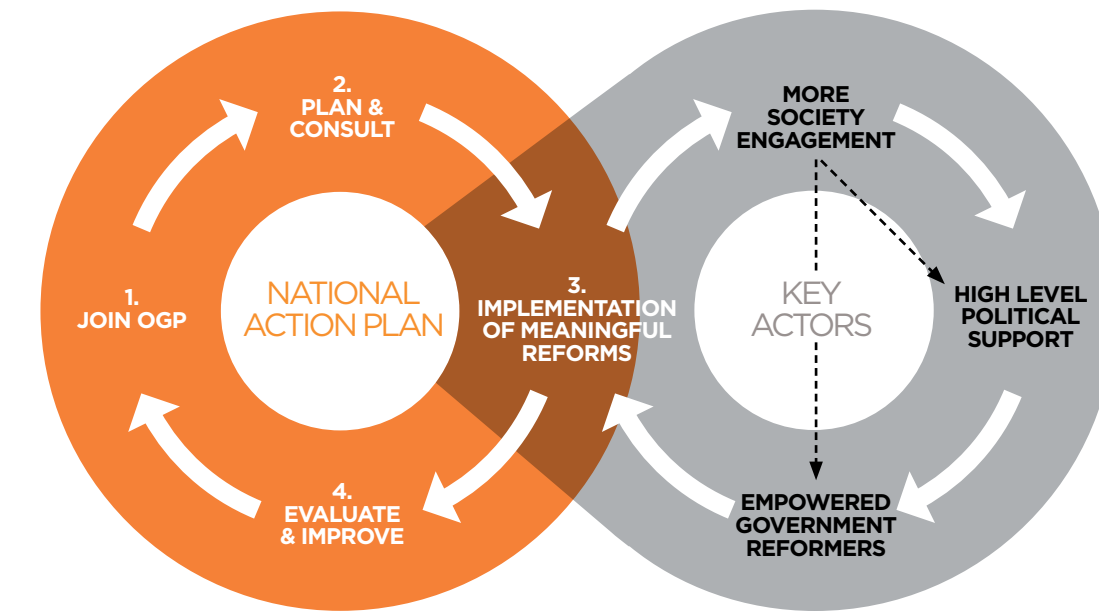 2.
PLAN &
CONSULT
1.
JOIN OGP
NATIONAL
ACTION PLAN
3.
IMPLEMENTATION
OF MEANINGFUL
REFORMS
4.
EVALUATE
& IMPROVE
MORE
SOCIETY
ENGAGEMENT
KEY
ACTORS
HIGH LEVEL
POLITICAL
SUPPORT
EMPOWERED
GOVERNMENT
REFORMERS